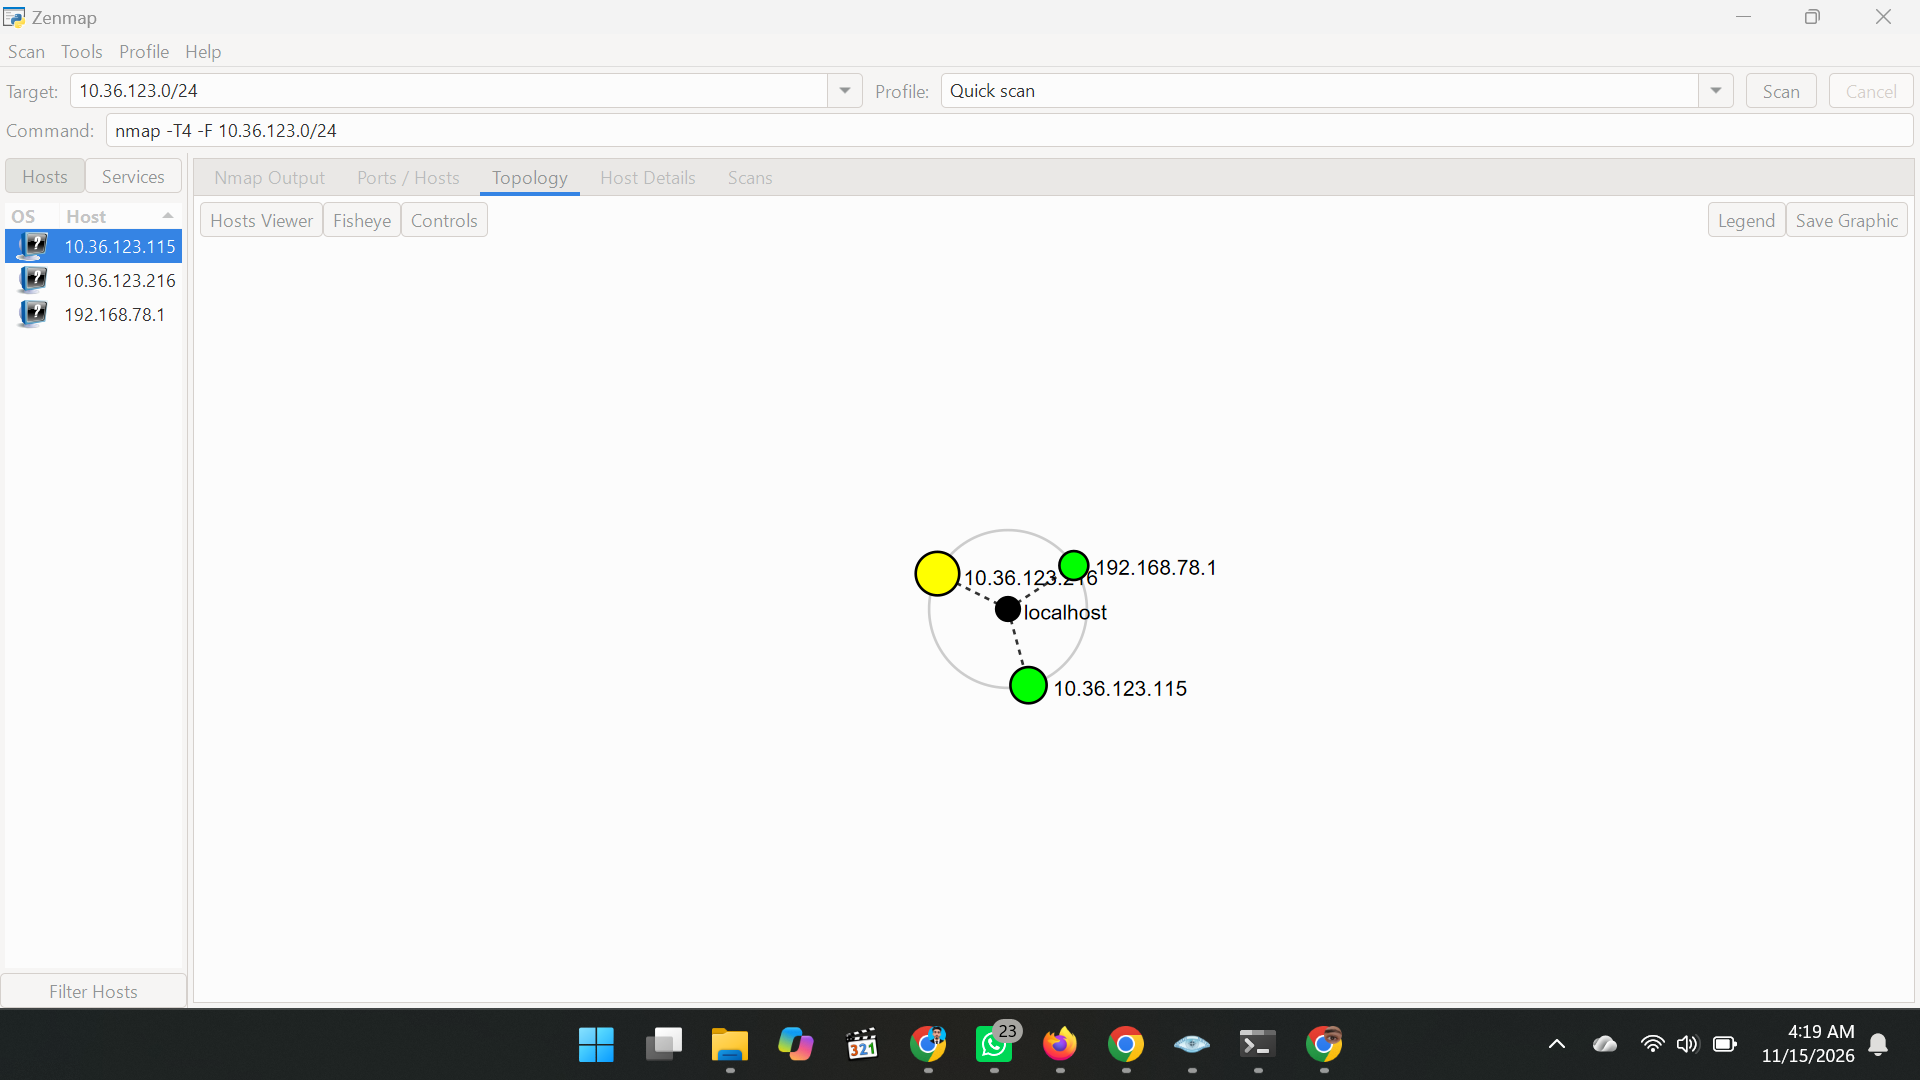 Zenmap
Scan Tools Profile Help
Target: 10.36.123.0/24 Profile: Quick scan Scan Cancel
Command: nmap -T4 -F 10.36.123.0/24
Hosts Services
Nmap Output Ports / Hosts Topology Host Details Scans
OS Host
Hosts Viewer Fisheye Controls Legend Save Graphic
10.36.123.115
10.36.123.216
192.168.78.1
192.168.78.1
10.36.123.216
localhost
10.36.123.115
Filter Hosts
321
23
4:19 AM
11/15/2026